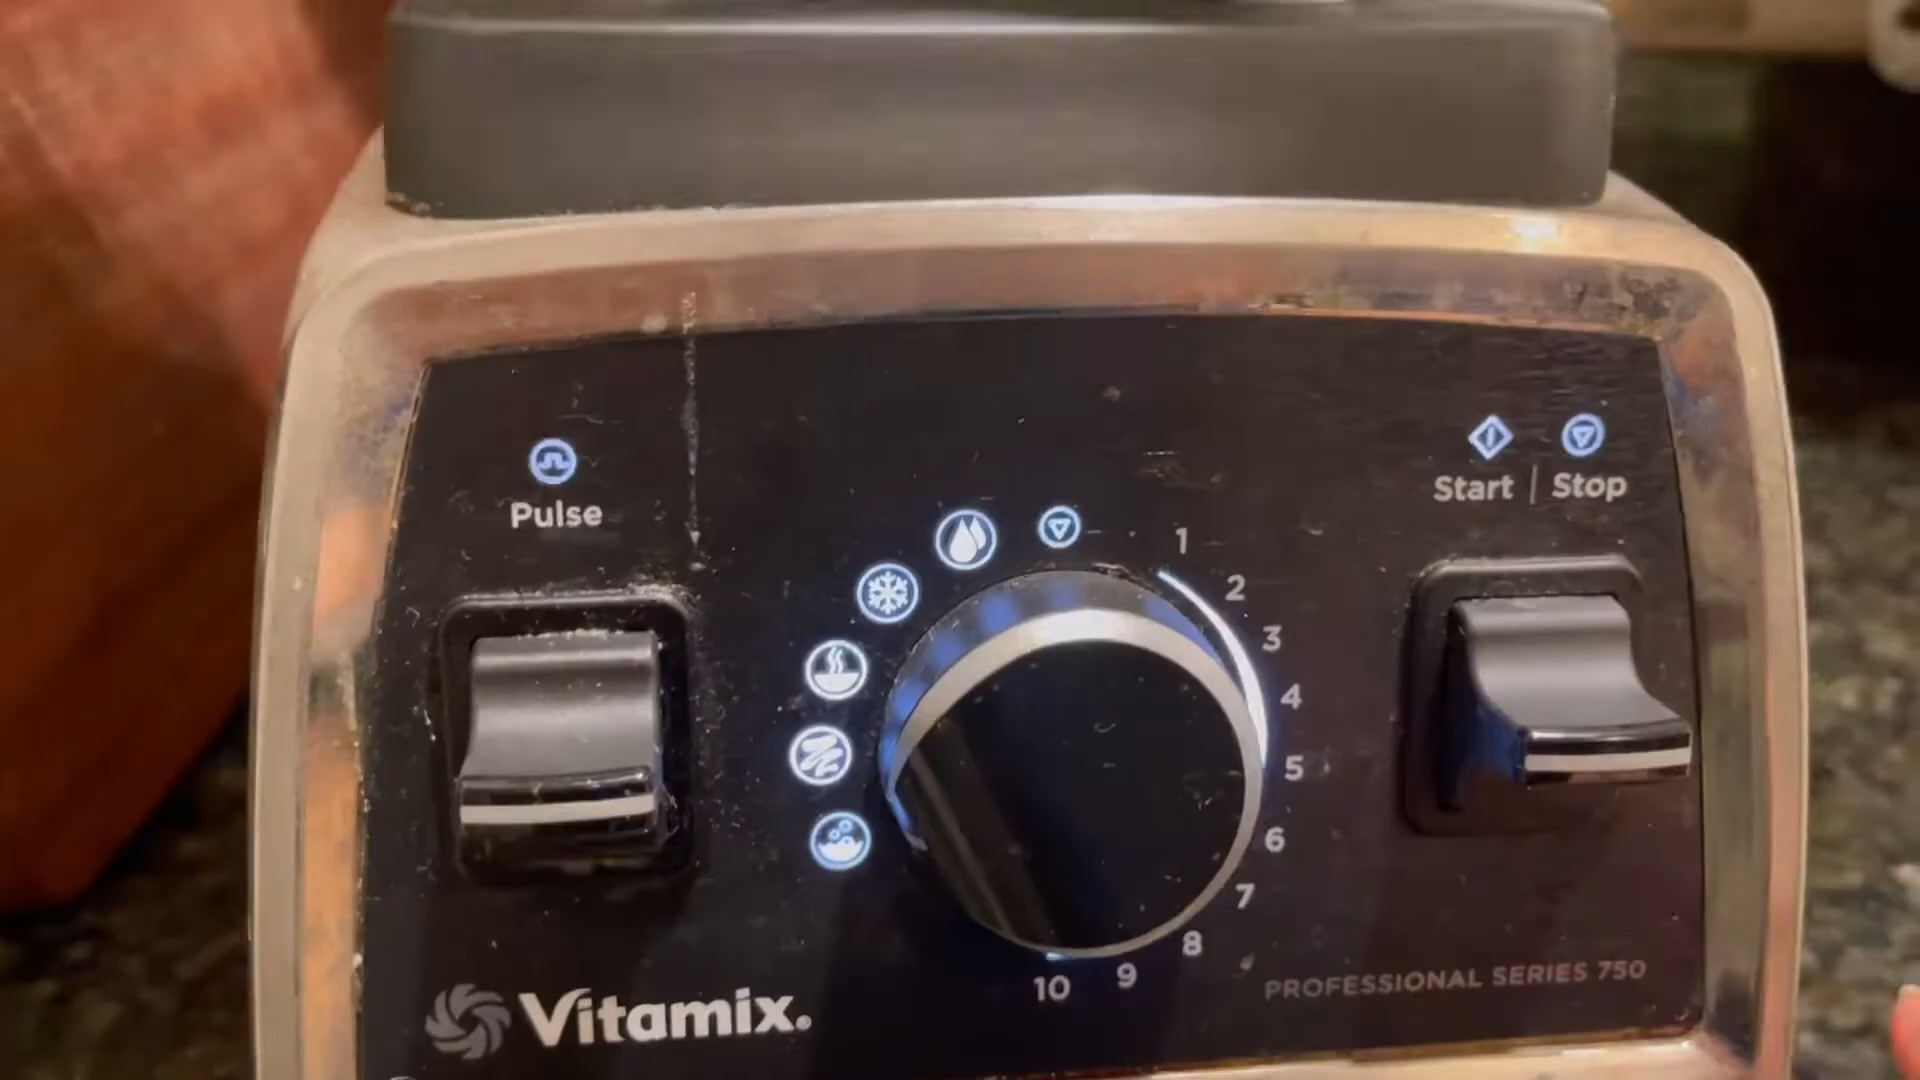 Pulse
Start | Stop
1
2
3
4
5
6
7
8
9
10
PROFESSIONAL SERIES 750
Vitamix.